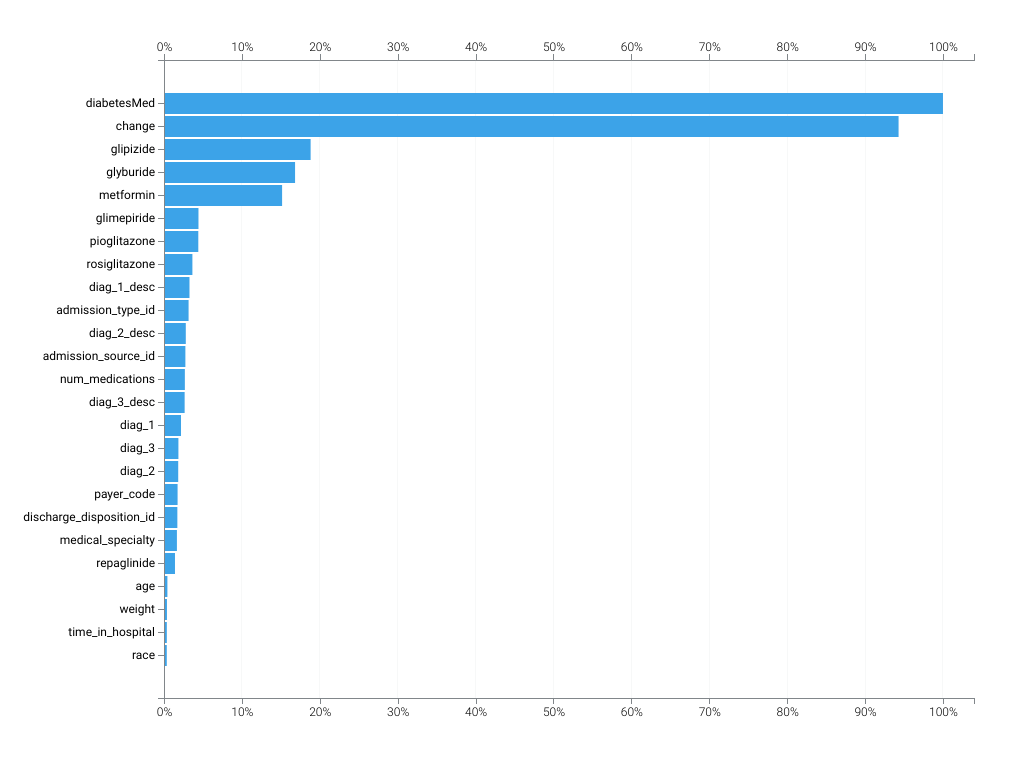 0% 10% 20% 30% 40% 50% 60% 70% 80% 90% 100%
diabetesMed
change
glipizide
glyburide
metformin
glimepiride
pioglitazone
rosiglitazone
diag_1_desc
admission_type_id
diag_2_desc
admission_source_id
num_medications
diag_3_desc
diag_1
diag_3
diag_2
payer_code
discharge_disposition_id
medical_specialty
repaglinide
age
weight
time_in_hospital
race
0% 10% 20% 30% 40% 50% 60% 70% 80% 90% 100%